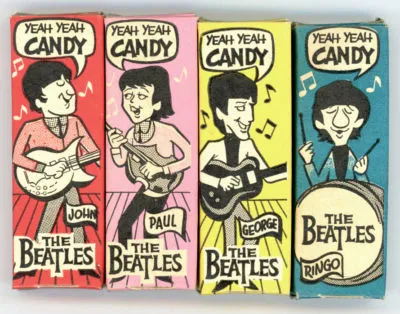 YEAH YEAH
CANDY
JOHN
THE
BEATLES
YEAH YEAH
CANDY
PAUL
THE
BEATLES
YEAH YEAH
CANDY
GEORGE
THE
BEATLES
YEAH YEAH
CANDY
THE
BEATLES
RINGO